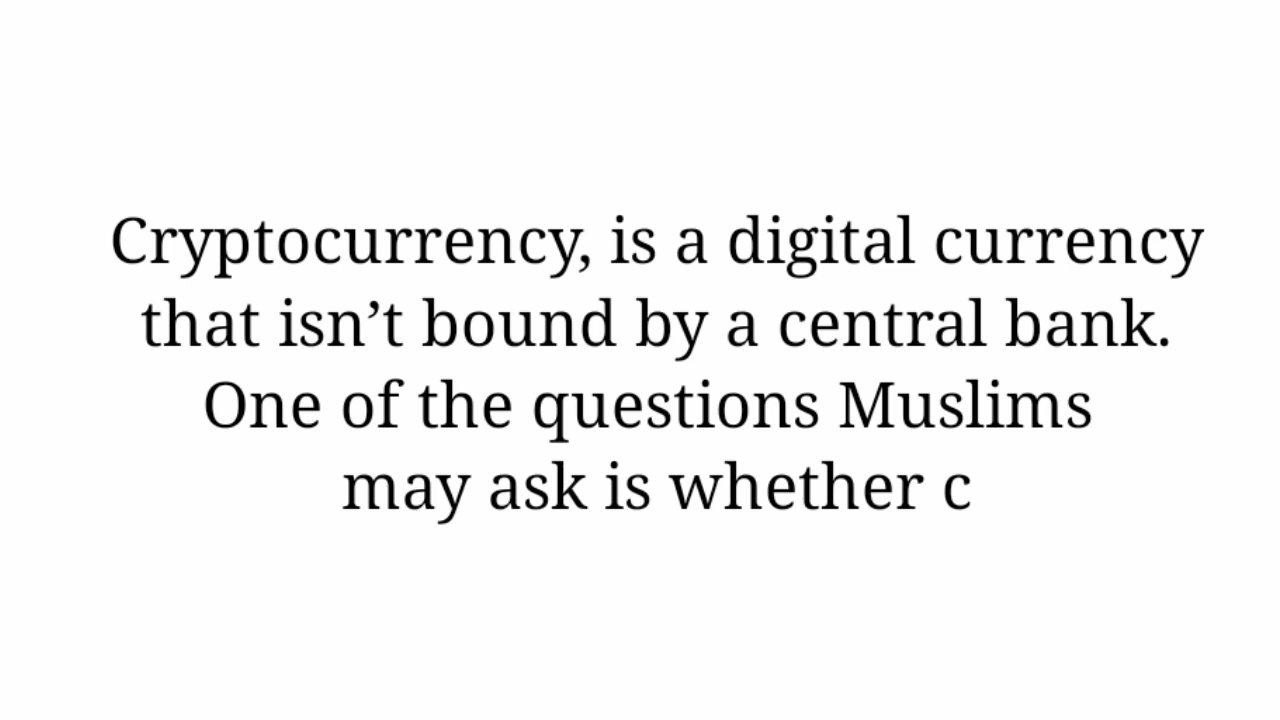 Cryptocurrency, is a digital currency
that isn’t bound by a central bank.
One of the questions Muslims
may ask is whether c